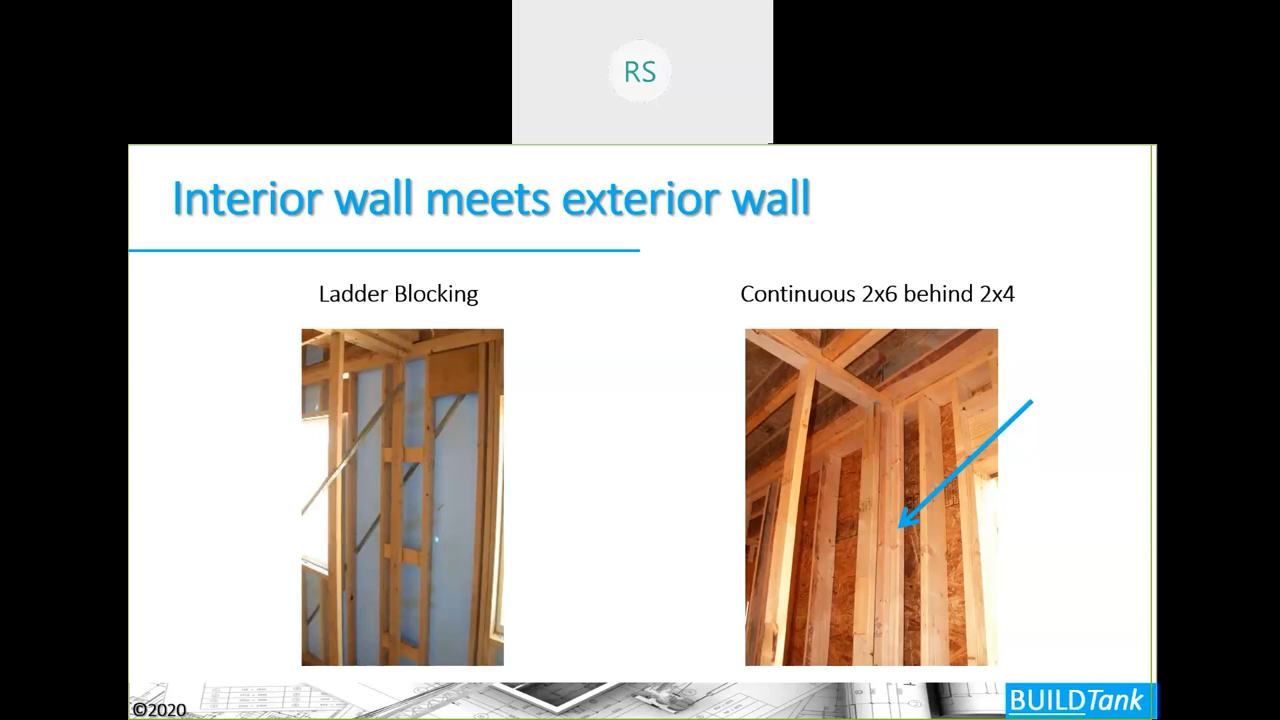 RS
Interior wall meets exterior wall
Ladder Blocking
Continuous 2x6 behind 2x4
©2020
BUILDTank